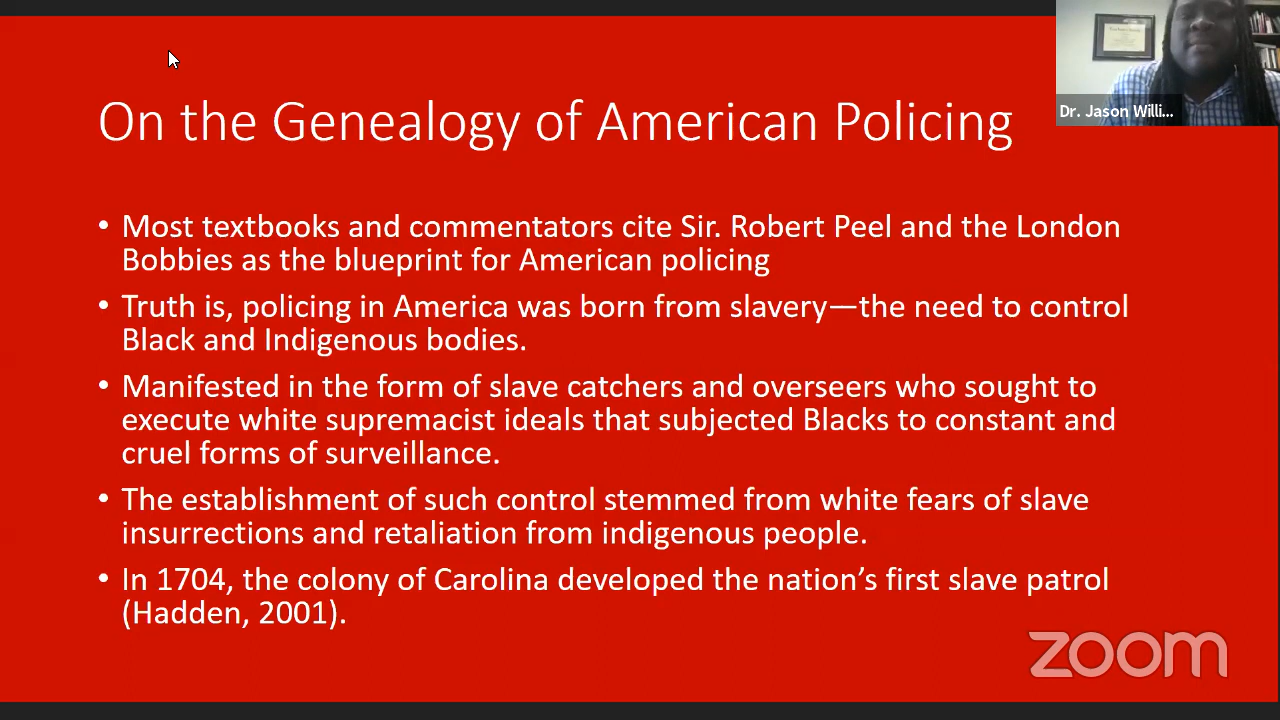 On the Genealogy of American Policing
Dr. Jason Willi...
• Most textbooks and commentators cite Sir. Robert Peel and the London
Bobbies as the blueprint for American policing
• Truth is, policing in America was born from slavery—the need to control
Black and Indigenous bodies.
• Manifested in the form of slave catchers and overseers who sought to
execute white supremacist ideals that subjected Blacks to constant and
cruel forms of surveillance.
• The establishment of such control stemmed from white fears of slave
insurrections and retaliation from indigenous people.
• In 1704, the colony of Carolina developed the nation’s first slave patrol
(Hadden, 2001).
zoom